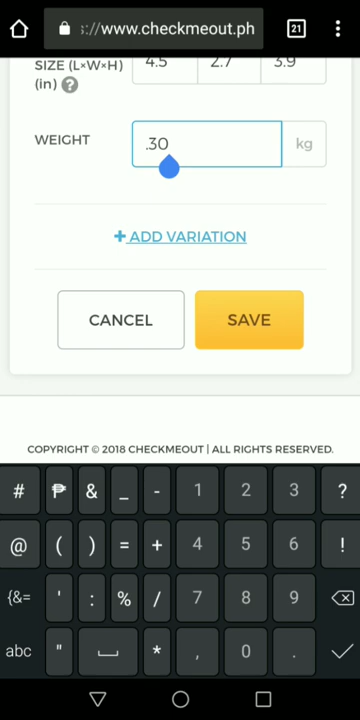 ://www.checkmeout.ph
21
SIZE (L×W×H)
(in) ?
4.5 2.7 3.9
WEIGHT
.30
kg
+ ADD VARIATION
CANCEL
SAVE
COPYRIGHT © 2018 CHECKMEOUT | ALL RIGHTS RESERVED.
# ₱ & _ - 1 2 3 ?
@ ( ) = + 4 5 6 !
{&= ' : % / 7 8 9
abc " * , 0 .